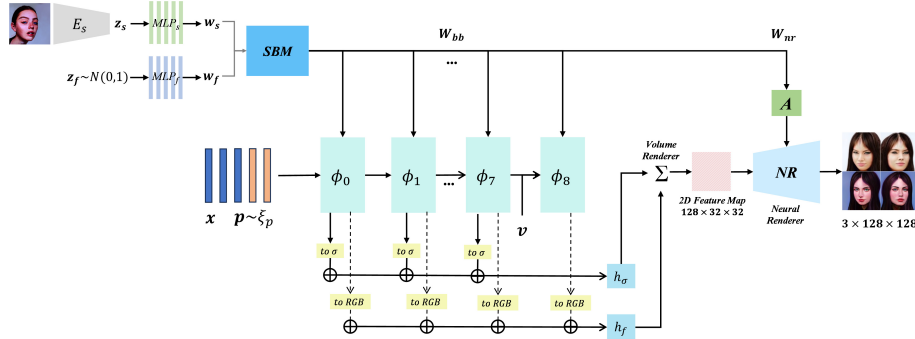 E_s z_s MLP_s w_s
SBM
W_bb W_nr
...
z_f~N(0,1) MLP_f w_f
A
ϕ_0 ϕ_1 ... ϕ_7 ϕ_8
Volume
Renderer
Σ
NR
x p~ξ_p
v
2D Feature Map
128 × 32 × 32
Neural
Renderer
3 × 128 × 128
to σ to σ to σ
h_σ
to RGB to RGB to RGB to RGB
h_f